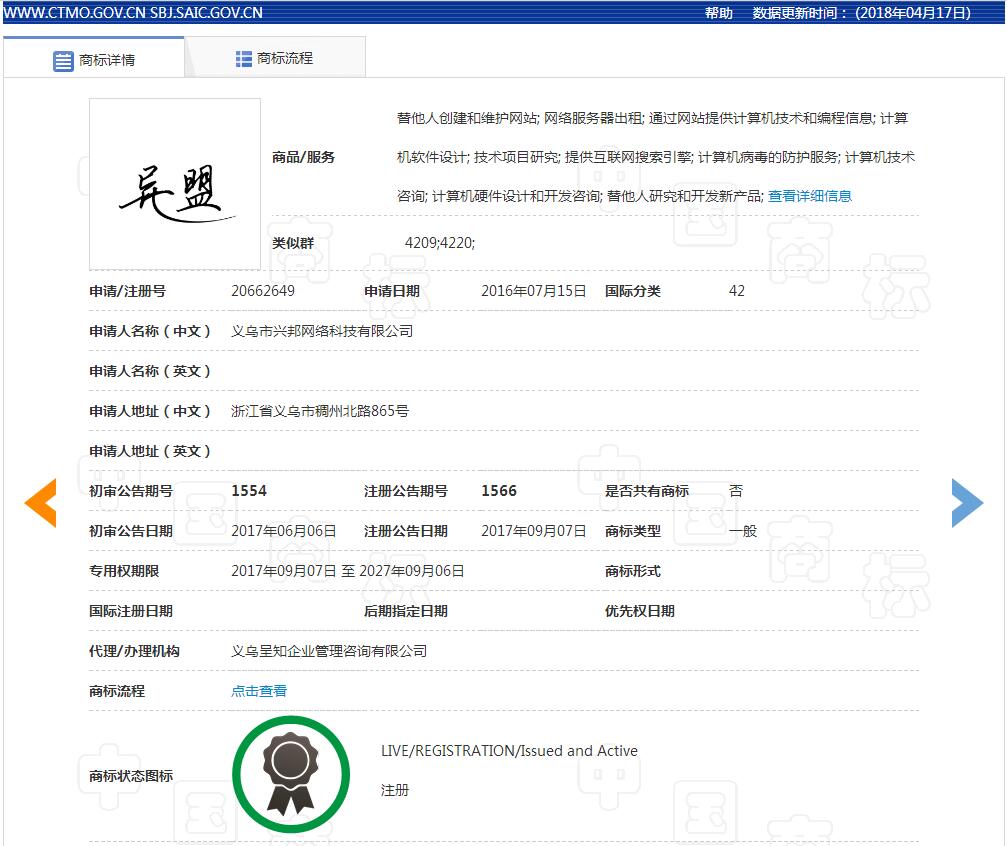 WWW.CTMO.GOV.CN SBJ.SAIC.GOV.CN 帮助 数据更新时间： (2018年04月17日)
商标详情 商标流程
异盟
商品/服务
替他人创建和维护网站; 网络服务器出租; 通过网站提供计算机技术和编程信息; 计算
机软件设计; 技术项目研究; 提供互联网搜索引擎; 计算机病毒的防护服务; 计算机技术
咨询; 计算机硬件设计和开发咨询; 替他人研究和开发新产品; 查看详细信息
类似群 4209;4220;
申请/注册号 20662649 申请日期 2016年07月15日 国际分类 42
申请人名称（中文） 义乌市兴邦网络科技有限公司
申请人名称（英文）
申请人地址（中文） 浙江省义乌市稠州北路865号
申请人地址（英文）
初审公告期号 1554 注册公告期号 1566 是否共有商标 否
初审公告日期 2017年06月06日 注册公告日期 2017年09月07日 商标类型 一般
专用权期限 2017年09月07日 至 2027年09月06日 商标形式
国际注册日期 后期指定日期 优先权日期
代理/办理机构 义乌呈知企业管理咨询有限公司
商标流程 点击查看
商标状态图标
LIVE/REGISTRATION/Issued and Active
注册
中国商标